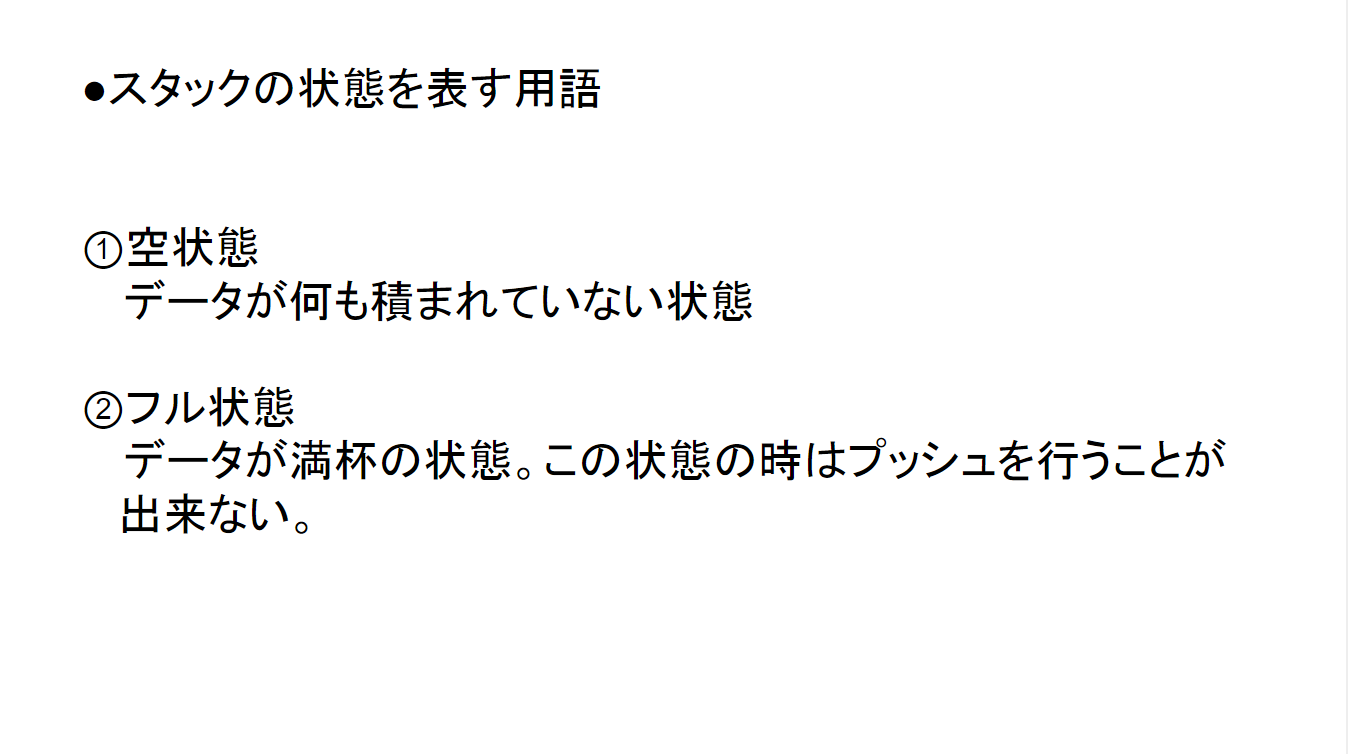 ●スタックの状態を表す用語
①空状態
データが何も積まれていない状態
②フル状態
データが満杯の状態。この状態の時はプッシュを行うことが
出来ない。